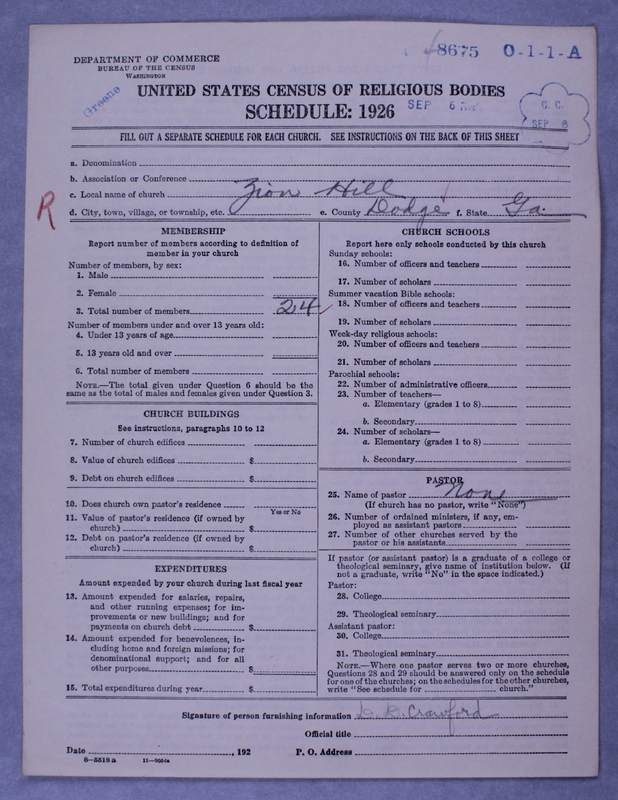 8675 O-1-1-A
DEPARTMENT OF COMMERCE
BUREAU OF THE CENSUS
WASHINGTON
Greene
UNITED STATES CENSUS OF RELIGIOUS BODIES
SCHEDULE: 1926
SEP 6
C. C.
SEP 8
FILL OUT A SEPARATE SCHEDULE FOR EACH CHURCH. SEE INSTRUCTIONS ON THE BACK OF THIS SHEET
a. Denomination
b. Association or Conference
c. Local name of church Zion Hill
R
d. City, town, village, or township, etc. e. County Dodge f. State Ga.
MEMBERSHIP
Report number of members according to definition of
member in your church
Number of members, by sex:
1. Male
2. Female
3. Total number of members 24
Number of members under and over 13 years old:
4. Under 13 years of age
5. 13 years old and over
6. Total number of members
NOTE.—The total given under Question 6 should be the
same as the total of males and females given under Question 3.
CHURCH BUILDINGS
See instructions, paragraphs 10 to 12
7. Number of church edifices
8. Value of church edifices $
9. Debt on church edifices $
10. Does church own pastor's residence
Yes or No
11. Value of pastor's residence (if owned by
church) $
12. Debt on pastor's residence (if owned by
church) $
EXPENDITURES
Amount expended by your church during last fiscal year
13. Amount expended for salaries, repairs,
and other running expenses; for im-
provements or new buildings; and for
payments on church debt $
14. Amount expended for benevolences, in-
cluding home and foreign missions; for
denominational support; and for all
other purposes $
15. Total expenditures during year $
CHURCH SCHOOLS
Report here only schools conducted by this church
Sunday schools:
16. Number of officers and teachers
17. Number of scholars
Summer vacation Bible schools:
18. Number of officers and teachers
19. Number of scholars
Week-day religious schools:
20. Number of officers and teachers
21. Number of scholars
Parochial schools:
22. Number of administrative officers
23. Number of teachers—
a. Elementary (grades 1 to 8)
b. Secondary
24. Number of scholars—
a. Elementary (grades 1 to 8)
b. Secondary
PASTOR
25. Name of pastor None
(If church has no pastor, write "None")
26. Number of ordained ministers, if any, em-
ployed as assistant pastors
27. Number of other churches served by the
pastor or his assistants
If pastor (or assistant pastor) is a graduate of a college or
theological seminary, give name of institution below. (If
not a graduate, write "No" in the space indicated.)
Pastor:
28. College
29. Theological seminary
Assistant pastor:
30. College
31. Theological seminary
NOTE.—Where one pastor serves two or more churches,
Questions 28 and 29 should be answered only on the schedule
for one of the churches; on the schedules for the other churches,
write "See schedule for church."
Signature of person furnishing information Crawford
Official title
Date , 192 P. O. Address
8-5518a